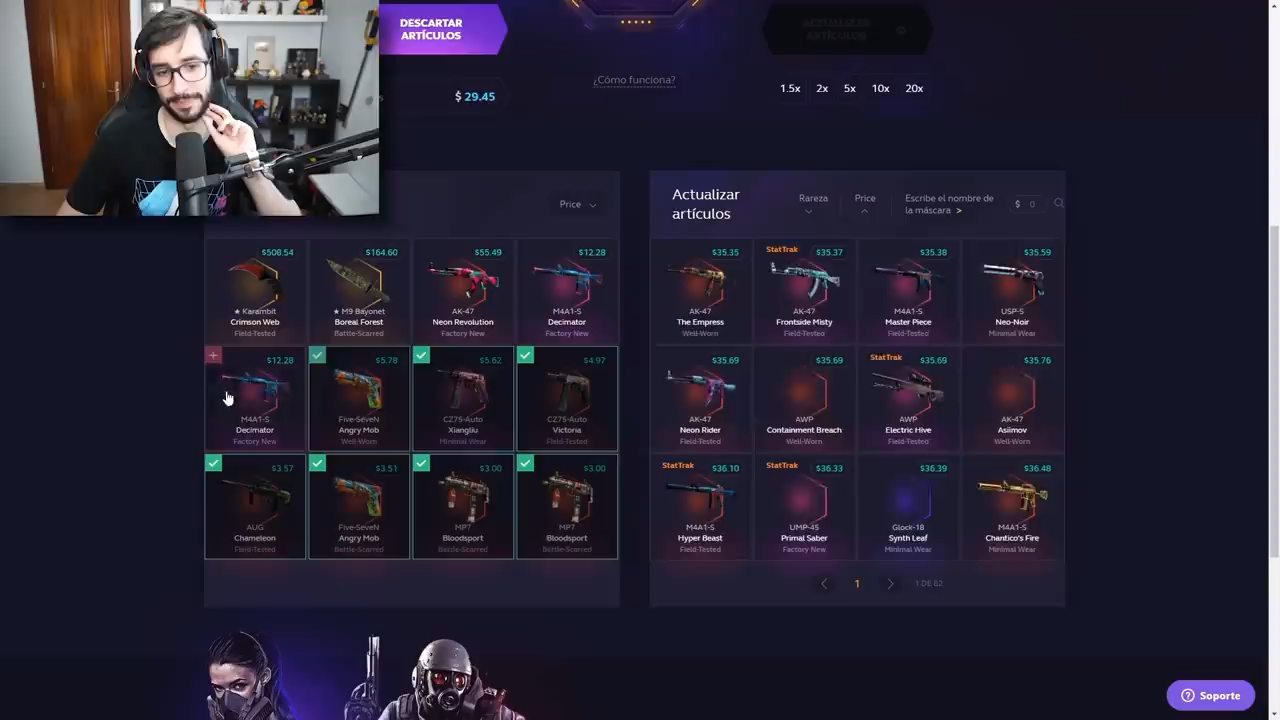 DESCARTAR
ARTÍCULOS
ACTUALIZAR
ARTÍCULOS
¿Cómo funciona?
$ 29.45
1.5x 2x 5x 10x 20x
Price
Actualizar
artículos
Rareza
Price
Escribe el nombre de
la máscara >
$ 0
$508.54
★ Karambit
Crimson Web
Field-Tested
$164.60
★ M9 Bayonet
Boreal Forest
Battle-Scarred
$55.49
AK-47
Neon Revolution
Factory New
$12.28
M4A1-S
Decimator
Factory New
$12.28
M4A1-S
Decimator
Factory New
$5.78
Five-SeveN
Angry Mob
Well-Worn
$5.62
CZ75-Auto
Xiangliu
Minimal Wear
$4.97
CZ75-Auto
Victoria
Field-Tested
$3.57
AUG
Chameleon
Field-Tested
$3.51
Five-SeveN
Angry Mob
Battle-Scarred
$3.00
MP7
Bloodsport
Battle-Scarred
$3.00
MP7
Bloodsport
Battle-Scarred
$35.35
AK-47
The Empress
Well-Worn
StatTrak $35.37
AK-47
Frontside Misty
Field-Tested
$35.38
M4A1-S
Master Piece
Field-Tested
$35.59
USP-S
Neo-Noir
Minimal Wear
$35.69
AK-47
Neon Rider
Field-Tested
$35.69
AWP
Containment Breach
Well-Worn
StatTrak $35.69
AWP
Electric Hive
Field-Tested
$35.76
AK-47
Asiimov
Well-Worn
StatTrak $36.10
M4A1-S
Hyper Beast
Field-Tested
StatTrak $36.33
UMP-45
Primal Saber
Factory New
$36.39
Glock-18
Synth Leaf
Minimal Wear
$36.48
M4A1-S
Chantico's Fire
Minimal Wear
1
1 DE 52
Soporte